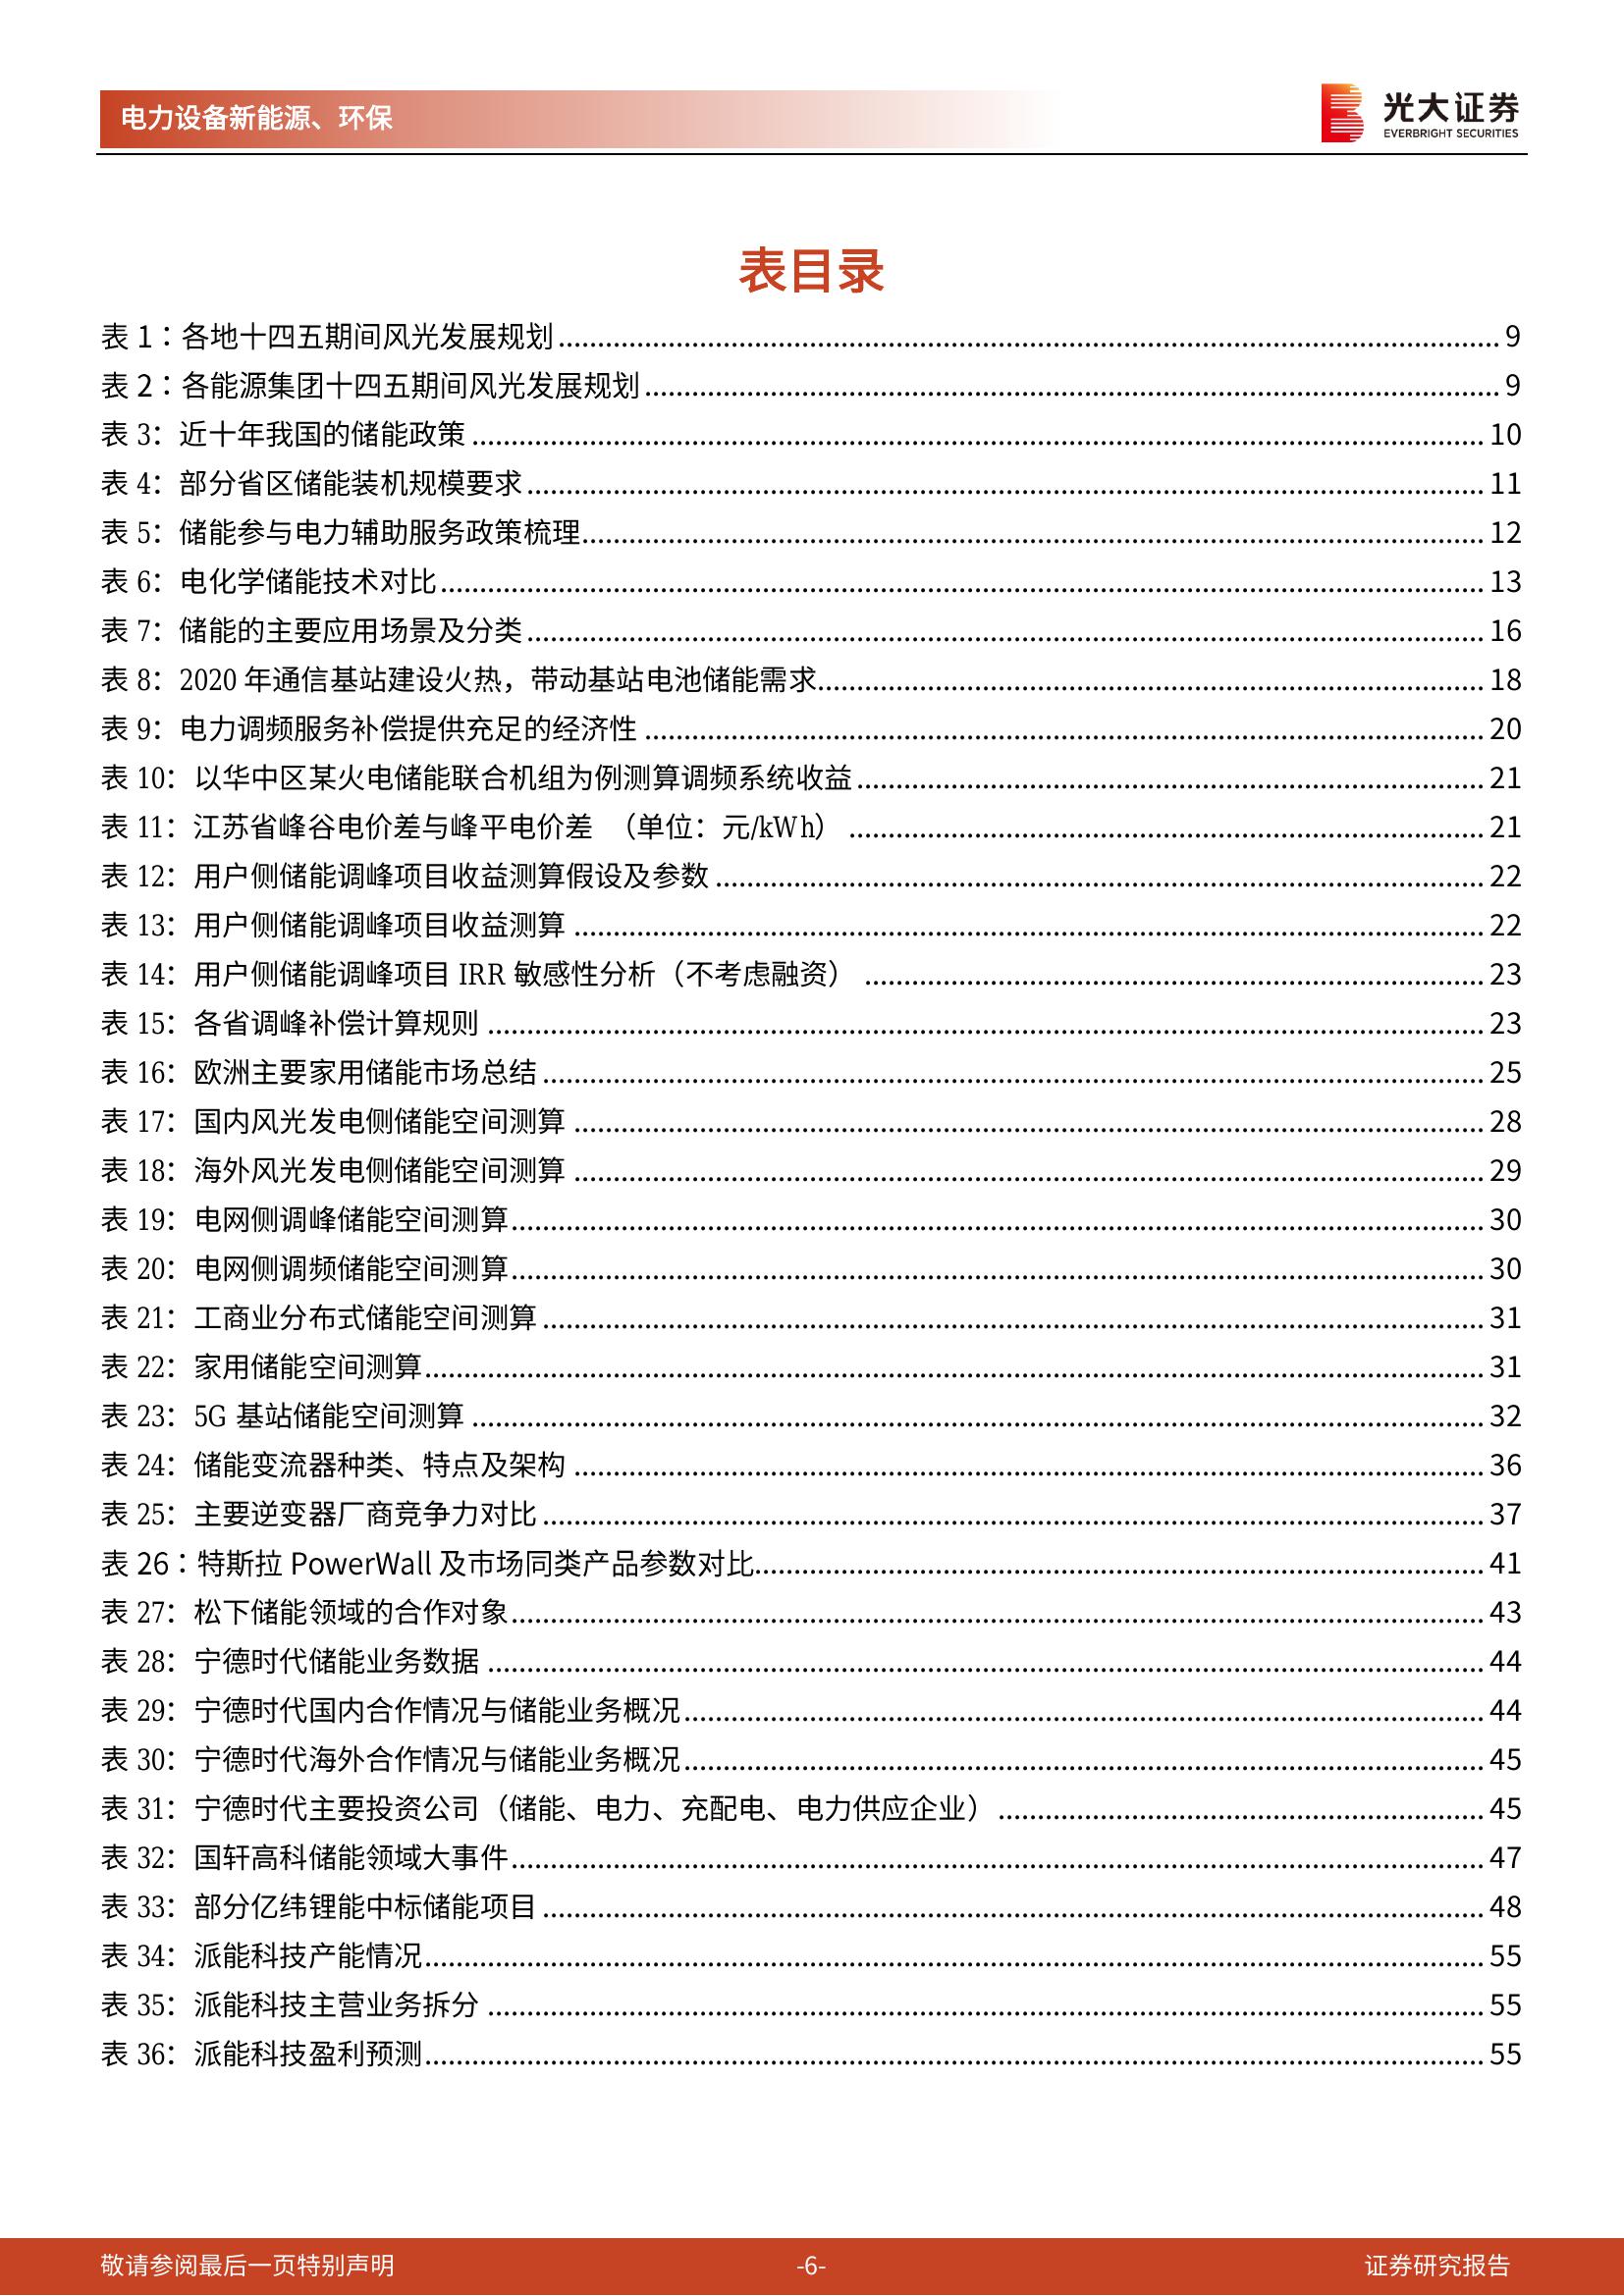 电力设备新能源、环保
光大证券
EVERBRIGHT SECURITIES
表目录
表 1：各地十四五期间风光发展规划 9
表 2：各能源集团十四五期间风光发展规划 9
表 3：近十年我国的储能政策 10
表 4：部分省区储能装机规模要求 11
表 5：储能参与电力辅助服务政策梳理 12
表 6：电化学储能技术对比 13
表 7：储能的主要应用场景及分类 16
表 8：2020 年通信基站建设火热，带动基站电池储能需求 18
表 9：电力调频服务补偿提供充足的经济性 20
表 10：以华中区某火电储能联合机组为例测算调频系统收益 21
表 11：江苏省峰谷电价差与峰平电价差 （单位：元/kWh） 21
表 12：用户侧储能调峰项目收益测算假设及参数 22
表 13：用户侧储能调峰项目收益测算 22
表 14：用户侧储能调峰项目 IRR 敏感性分析（不考虑融资） 23
表 15：各省调峰补偿计算规则 23
表 16：欧洲主要家用储能市场总结 25
表 17：国内风光发电侧储能空间测算 28
表 18：海外风光发电侧储能空间测算 29
表 19：电网侧调峰储能空间测算 30
表 20：电网侧调频储能空间测算 30
表 21：工商业分布式储能空间测算 31
表 22：家用储能空间测算 31
表 23：5G 基站储能空间测算 32
表 24：储能变流器种类、特点及架构 36
表 25：主要逆变器厂商竞争力对比 37
表 26：特斯拉 PowerWall 及市场同类产品参数对比 41
表 27：松下储能领域的合作对象 43
表 28：宁德时代储能业务数据 44
表 29：宁德时代国内合作情况与储能业务概况 44
表 30：宁德时代海外合作情况与储能业务概况 45
表 31：宁德时代主要投资公司（储能、电力、充配电、电力供应企业） 45
表 32：国轩高科储能领域大事件 47
表 33：部分亿纬锂能中标储能项目 48
表 34：派能科技产能情况 55
表 35：派能科技主营业务拆分 55
表 36：派能科技盈利预测 55
敬请参阅最后一页特别声明 -6- 证券研究报告